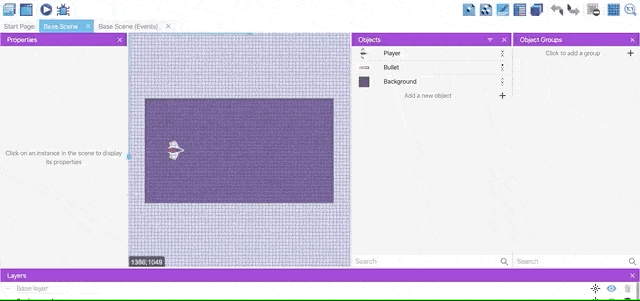 Start Page:
Base Scene
Base Scene (Events)
Properties
Objects
Object Groups
Player
Click to add a group
Bullet
Background
Add a new object
Click on an instance in the scene to display
its properties
1386;1049
Search
Search
Layers
Base layer